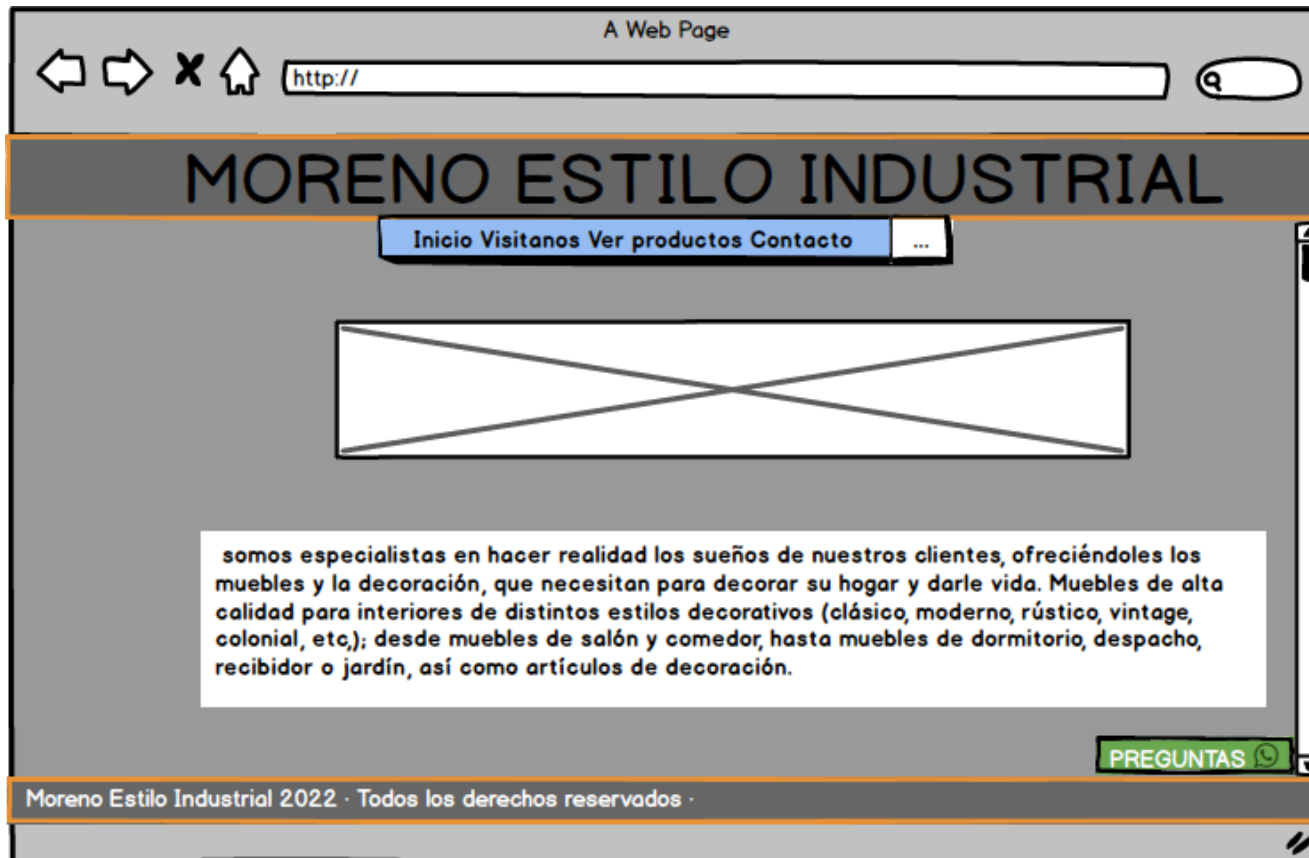 A Web Page
http://
MORENO ESTILO INDUSTRIAL
Inicio Visitanos Ver productos Contacto ...
somos especialistas en hacer realidad los sueños de nuestros clientes, ofreciéndoles los
muebles y la decoración, que necesitan para decorar su hogar y darle vida. Muebles de alta
calidad para interiores de distintos estilos decorativos (clásico, moderno, rústico, vintage,
colonial, etc,); desde muebles de salón y comedor, hasta muebles de dormitorio, despacho,
recibidor o jardín, así como artículos de decoración.
PREGUNTAS
Moreno Estilo Industrial 2022 · Todos los derechos reservados ·